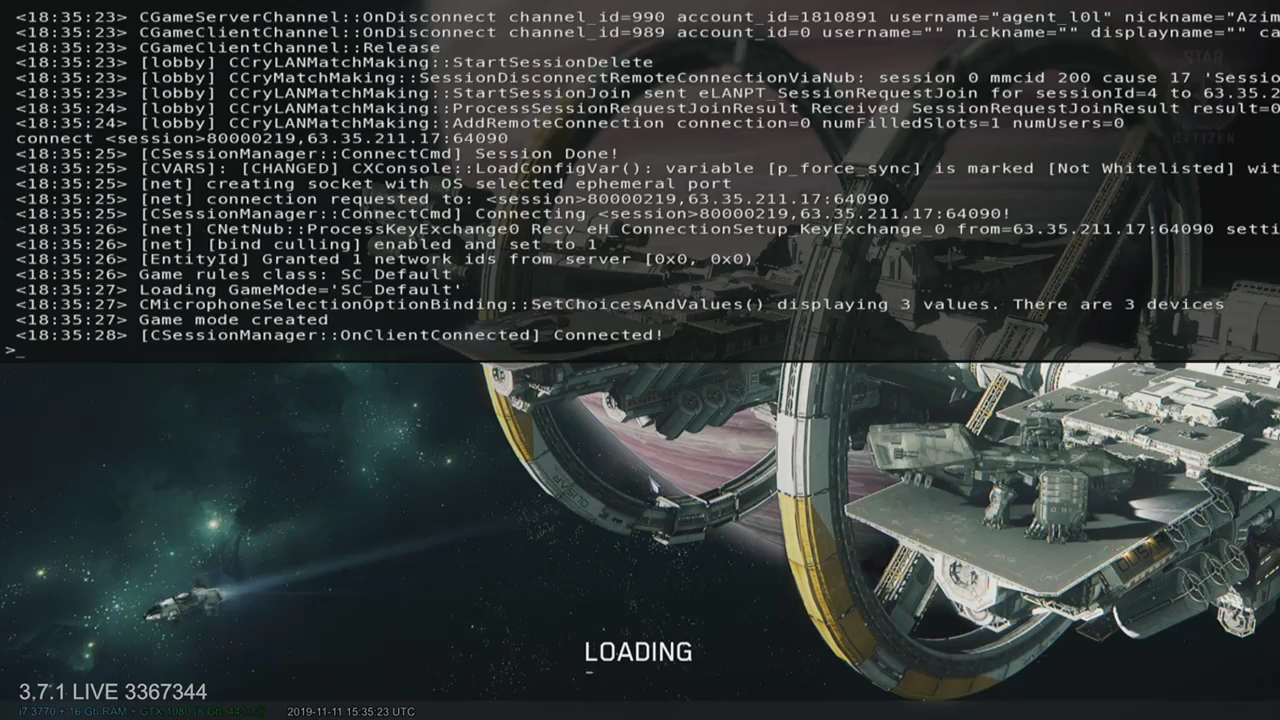 <18:35:23> CGameServerChannel::OnDisconnect channel_id=990 account_id=1810891 username="agent_l0l" nickname="Azim
<18:35:23> CGameClientChannel::OnDisconnect channel_id=989 account_id=0 username="" nickname="" displayname="" ca
<18:35:23> CGameClientChannel::Release
<18:35:23> [lobby] CCryLANMatchMaking::StartSessionDelete
<18:35:23> [lobby] CCryMatchMaking::SessionDisconnectRemoteConnectionViaNub: session 0 mmcid 200 cause 17 'Sessio
<18:35:23> [lobby] CCryLANMatchMaking::StartSessionJoin sent eLANPT_SessionRequestJoin for sessionId=4 to 63.35.2
<18:35:24> [lobby] CCryLANMatchMaking::ProcessSessionRequestJoinResult Received SessionRequestJoinResult result=0
<18:35:24> [lobby] CCryLANMatchMaking::AddRemoteConnection connection=0 numFilledSlots=1 numUsers=0
connect <session>80000219,63.35.211.17:64090
<18:35:25> [CSessionManager::ConnectCmd] Session Done!
<18:35:25> [CVARS]: [CHANGED] CXConsole::LoadConfigVar(): variable [p_force_sync] is marked [Not Whitelisted] wit
<18:35:25> [net] creating socket with OS selected ephemeral port
<18:35:25> [net] connection requested to: <session>80000219,63.35.211.17:64090
<18:35:25> [CSessionManager::ConnectCmd] Connecting <session>80000219,63.35.211.17:64090!
<18:35:26> [net] CNetNub::ProcessKeyExchange0 Recv eH_ConnectionSetup_KeyExchange_0 from=63.35.211.17:64090 setti
<18:35:26> [net] [bind culling] enabled and set to 1
<18:35:26> [EntityId] Granted 1 network ids from server [0x0, 0x0)
<18:35:26> Game rules class: SC_Default
<18:35:27> Loading GameMode='SC_Default'
<18:35:27> CMicrophoneSelectionOptionBinding::SetChoicesAndValues() displaying 3 values. There are 3 devices
<18:35:27> Game mode created
<18:35:28> [CSessionManager::OnClientConnected] Connected!
>_
STAR
CITIZEN
LOADING
3.7.1 LIVE 3367344
i7 3770 + 16 Gb RAM + GTX 1080 (8 Gb,
2019-11-11 15:35:23 UTC